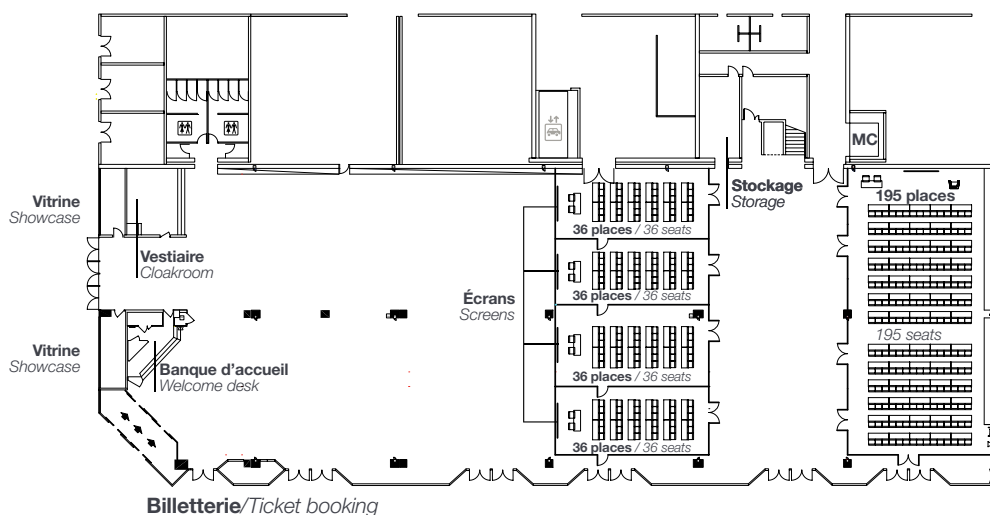 MC
Vitrine
Showcase
Stockage
Storage
195 places
36 places / 36 seats
Vestiaire
Cloakroom
36 places / 36 seats
Écrans
Screens
195 seats
Vitrine
Showcase
Banque d'accueil
Welcome desk
36 places / 36 seats
36 places / 36 seats
Billetterie/Ticket booking